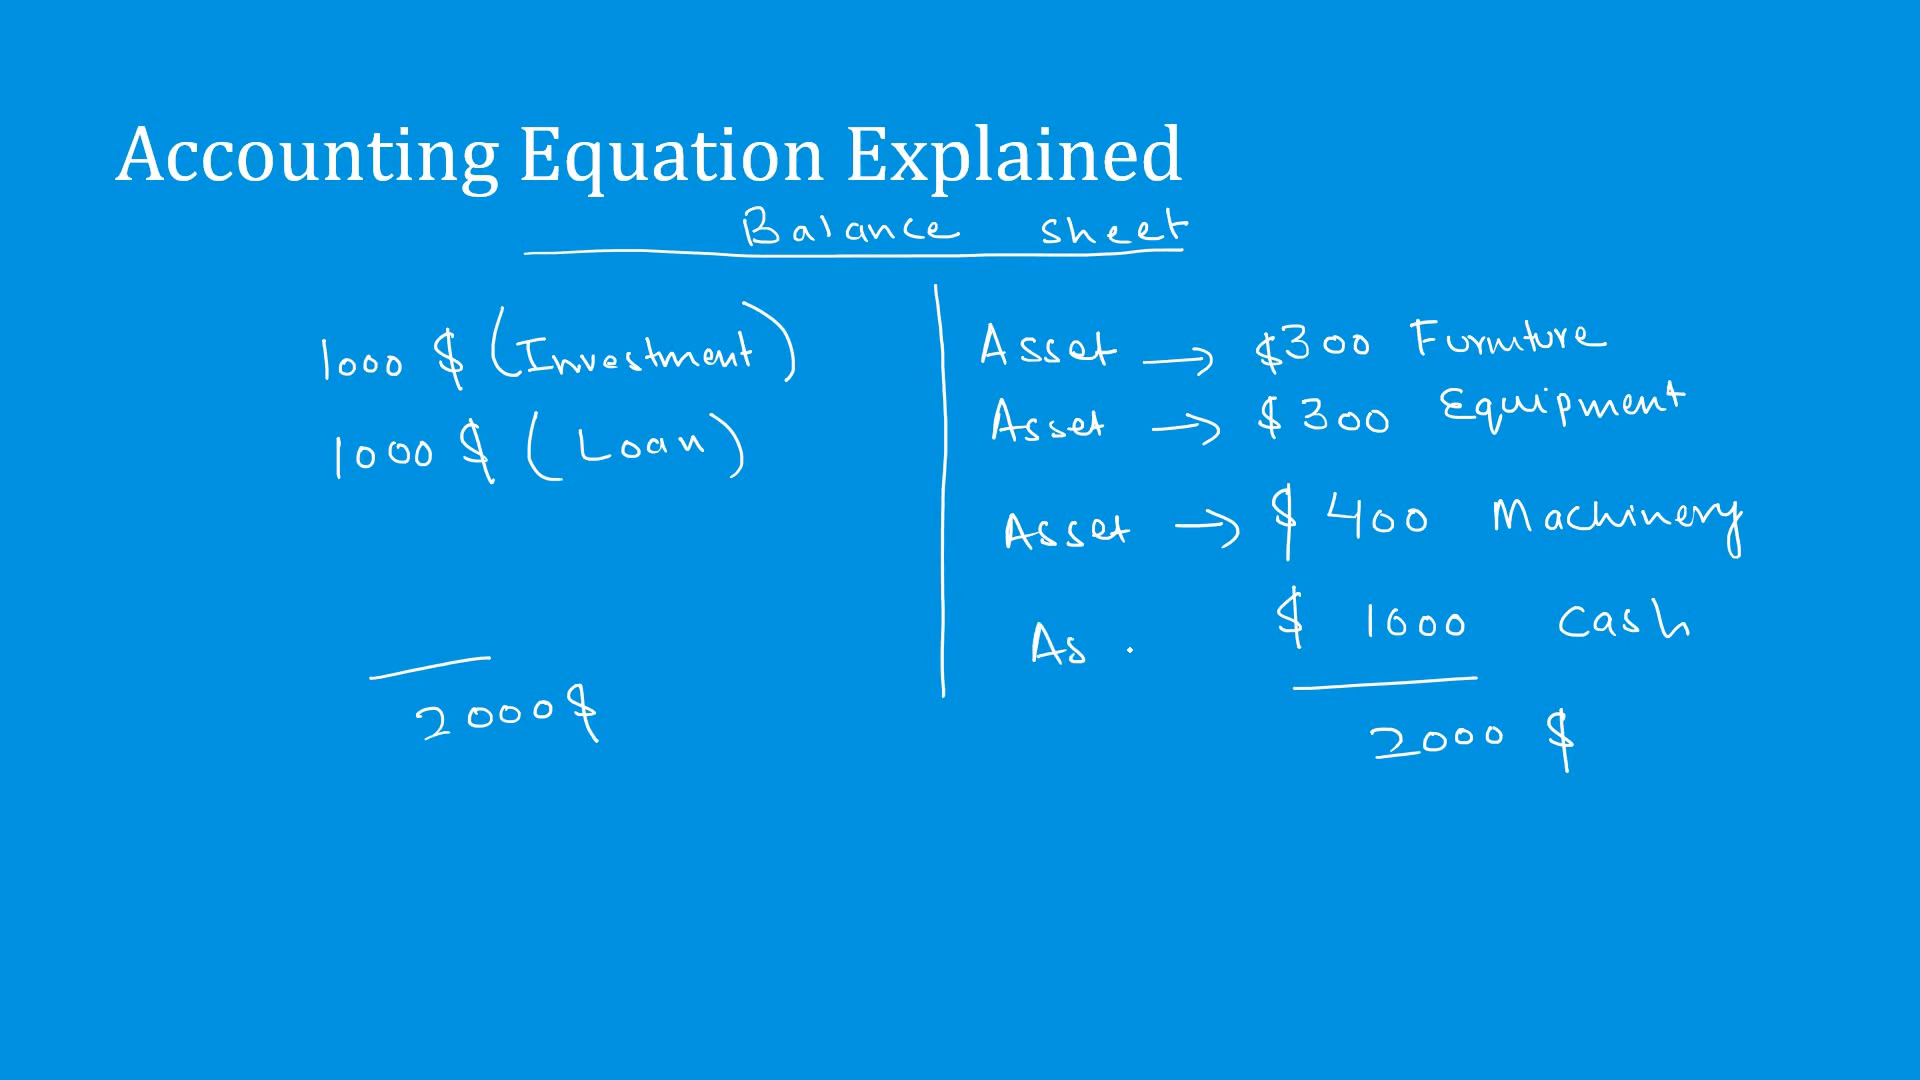 Accounting Equation Explained
Balance sheet
1000 $ (Investment)
1000 $ (Loan)
2000 $
Asset → $300 Furniture
Asset → $300 Equipment
Asset → $ 400 Machinery
As . $ 1000 Cash
2000 $